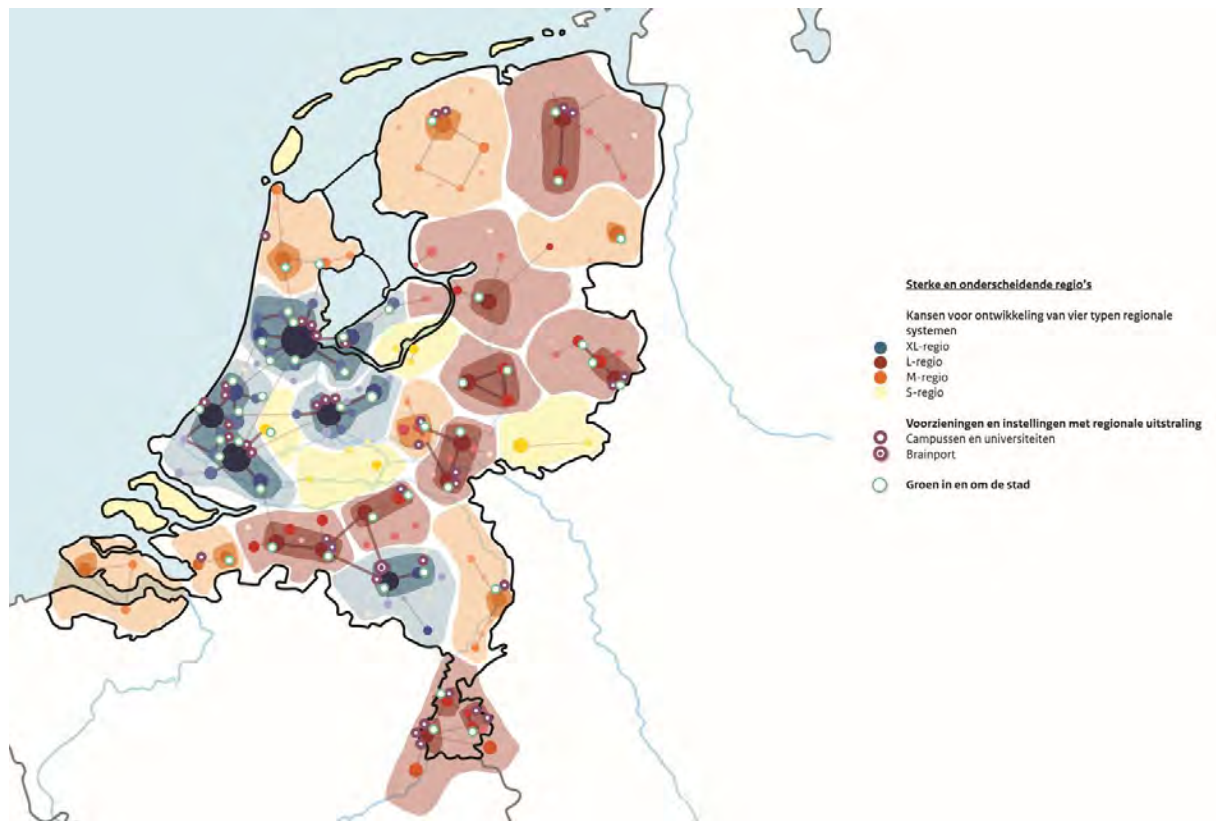 Sterke en onderscheidende regio's
Kansen voor ontwikkeling van vier typen regionale
systemen
XL-regio
L-regio
M-regio
S-regio
Voorzieningen en instellingen met regionale uitstraling
Campussen en universiteiten
Brainport
Groen in en om de stad